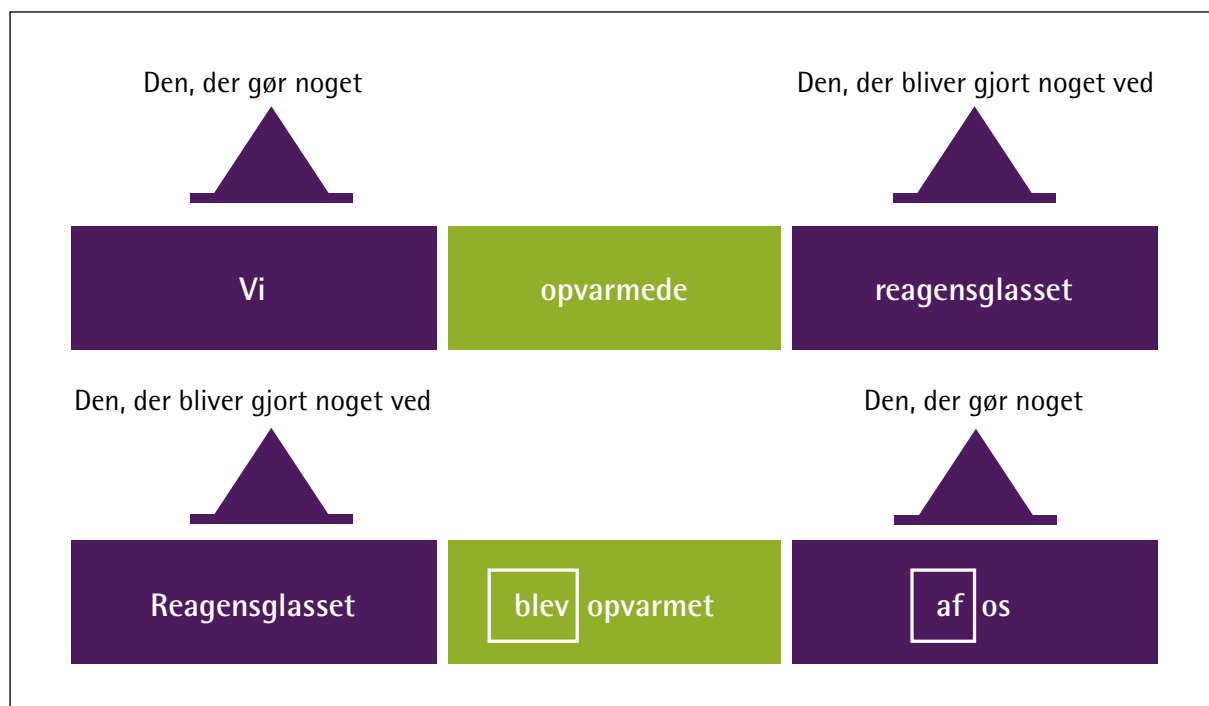 Den, der gør noget
Den, der bliver gjort noget ved
Vi opvarmede reagensglasset
Den, der bliver gjort noget ved
Den, der gør noget
Reagensglasset blev opvarmet af os